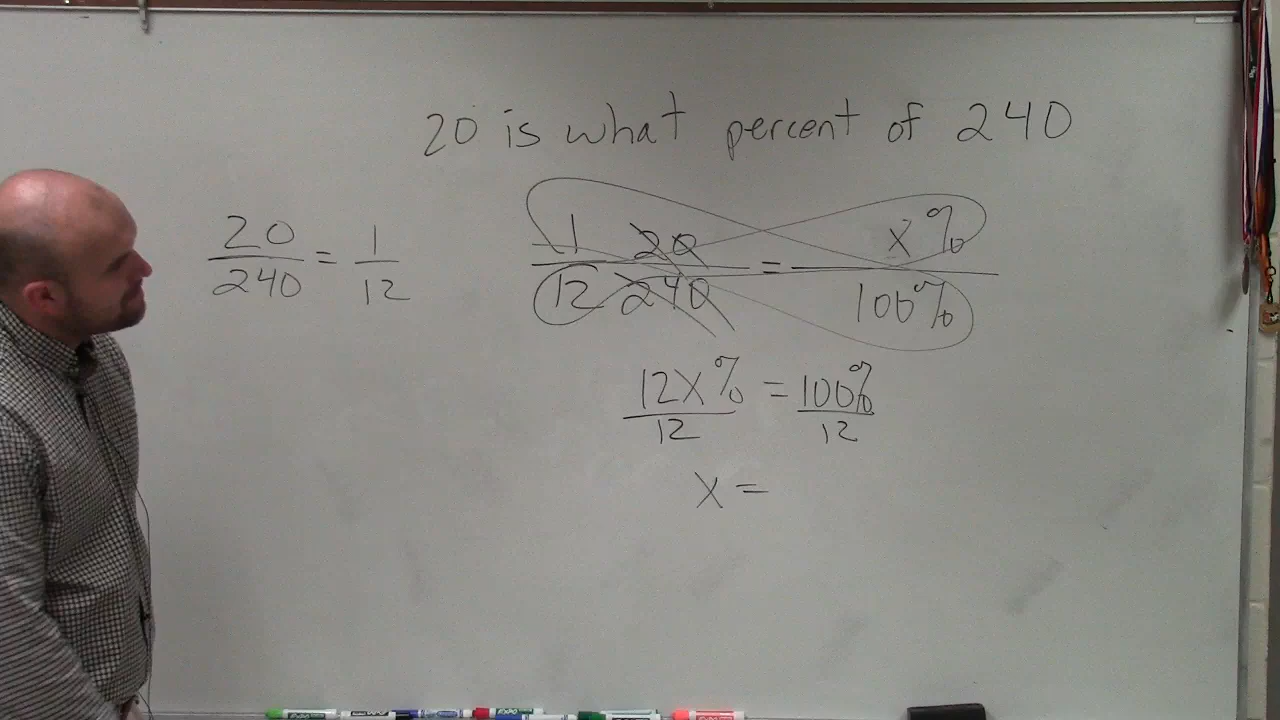 20 is what percent of 240
20/240 = 1/12
1 20 / 12 240 = x% / 100%
12x%/12 = 100%/12
x =